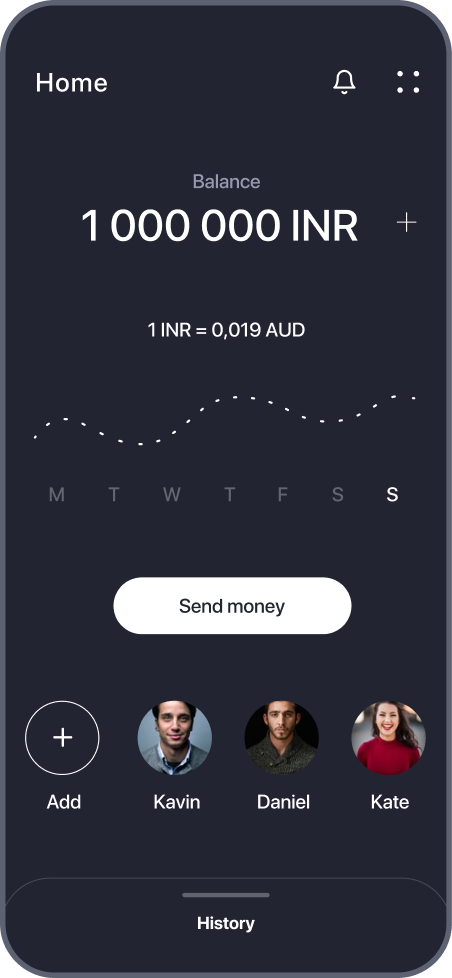 Home
Balance
1 000 000 INR
1 INR = 0,019 AUD
M T W T F S S
Send money
Add Kavin Daniel Kate
History